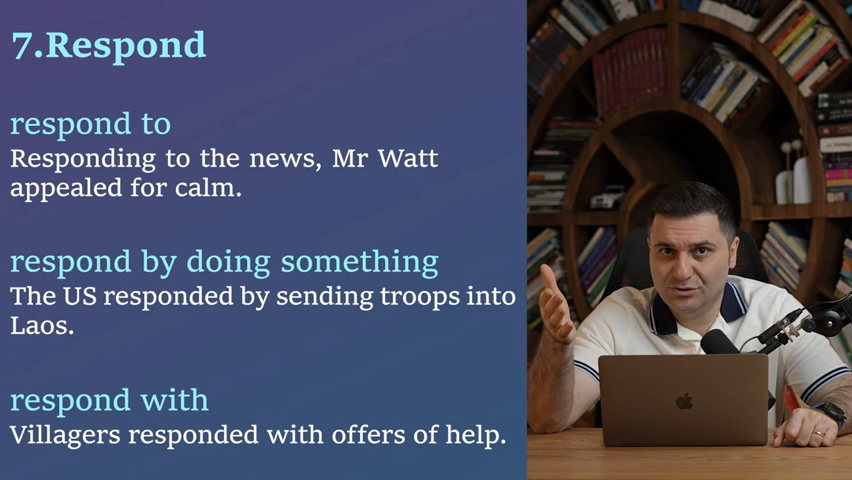 7.Respond
respond to
Responding to the news, Mr Watt
appealed for calm.
respond by doing something
The US responded by sending troops into
Laos.
respond with
Villagers responded with offers of help.